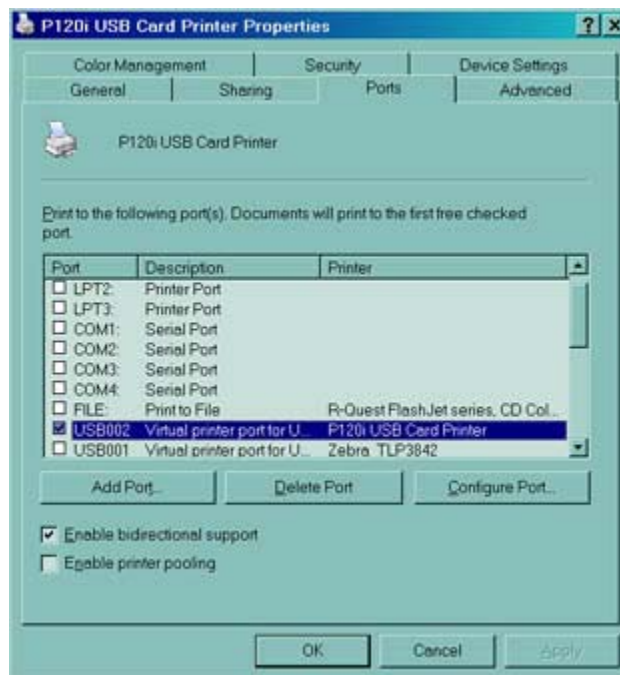 P120i USB Card Printer Properties
Color Management Security Device Settings
General Sharing Ports Advanced
P120i USB Card Printer
Print to the following port(s). Documents will print to the first free checked
port.
Port Description Printer
LPT2: Printer Port
LPT3: Printer Port
COM1: Serial Port
COM2: Serial Port
COM3: Serial Port
COM4: Serial Port
FILE: Print to File R-Quest FlashJet series, CD Col...
USB002 Virtual printer port for U... P120i USB Card Printer
USB001 Virtual printer port for U... Zebra TLP3842
Add Port... Delete Port Configure Port...
Enable bidirectional support
Enable printer pooling
OK Cancel Apply